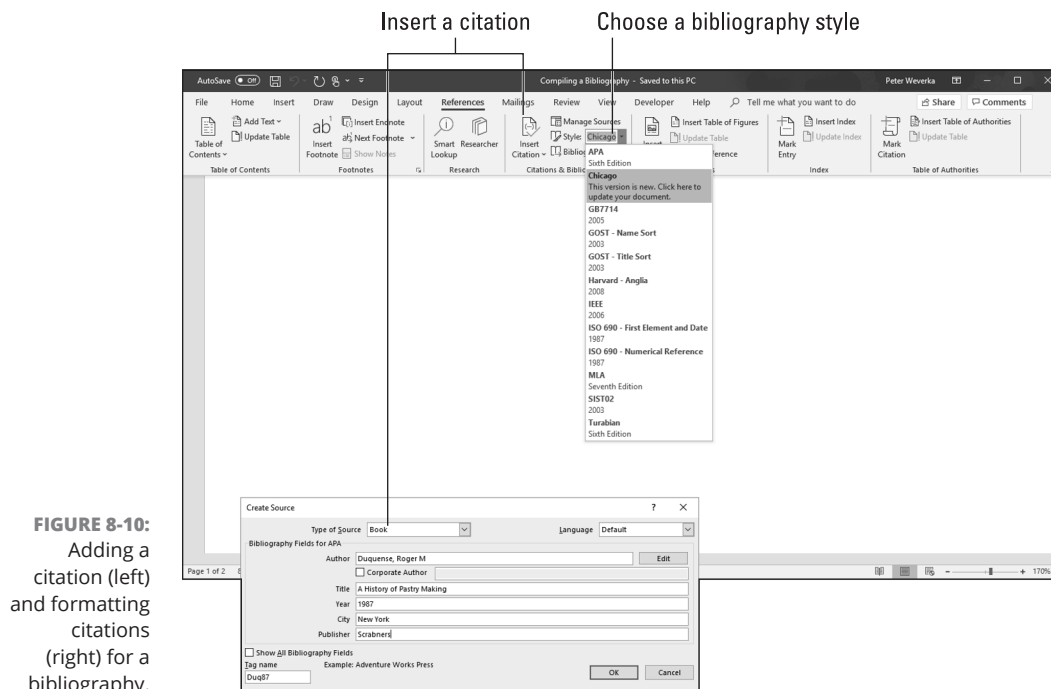 Insert a citation
Choose a bibliography style
AutoSave Off
Compiling a Bibliography - Saved to this PC
Peter Weverka
File Home Insert Draw Design Layout References Mailings Review View Developer Help Tell me what you want to do Share Comments
Table of Contents
Add Text
Update Table
Table of Contents
ab1
Insert Footnote
Insert Endnote
Next Footnote
Show Notes
Footnotes
Smart Lookup
Researcher
Research
Insert Citation
Manage Sources
Style: Chicago
Citations &
Insert Table of Figures
Update Table
Mark Entry
Insert Index
Update Index
Index
Mark Citation
Insert Table of Authorities
Update Table
Table of Authorities
APA
Sixth Edition
Chicago
This version is new. Click here to
update your document.
GB7714
2005
GOST - Name Sort
2003
GOST - Title Sort
2003
Harvard - Anglia
2008
IEEE
2006
ISO 690 - First Element and Date
1987
ISO 690 - Numerical Reference
1987
MLA
Seventh Edition
SIST02
2003
Turabian
Sixth Edition
Create Source ?
Type of Source Book Language Default
Bibliography Fields for APA
Author Duquense, Roger M Edit
Corporate Author
Title A History of Pastry Making
Year 1987
City New York
Publisher Scrabners
Show All Bibliography Fields
Tag name Example: Adventure Works Press
Duq87
OK Cancel
Page 1 of 2
170%
FIGURE 8-10:
Adding a
citation (left)
and formatting
citations
(right) for a
bibliography.